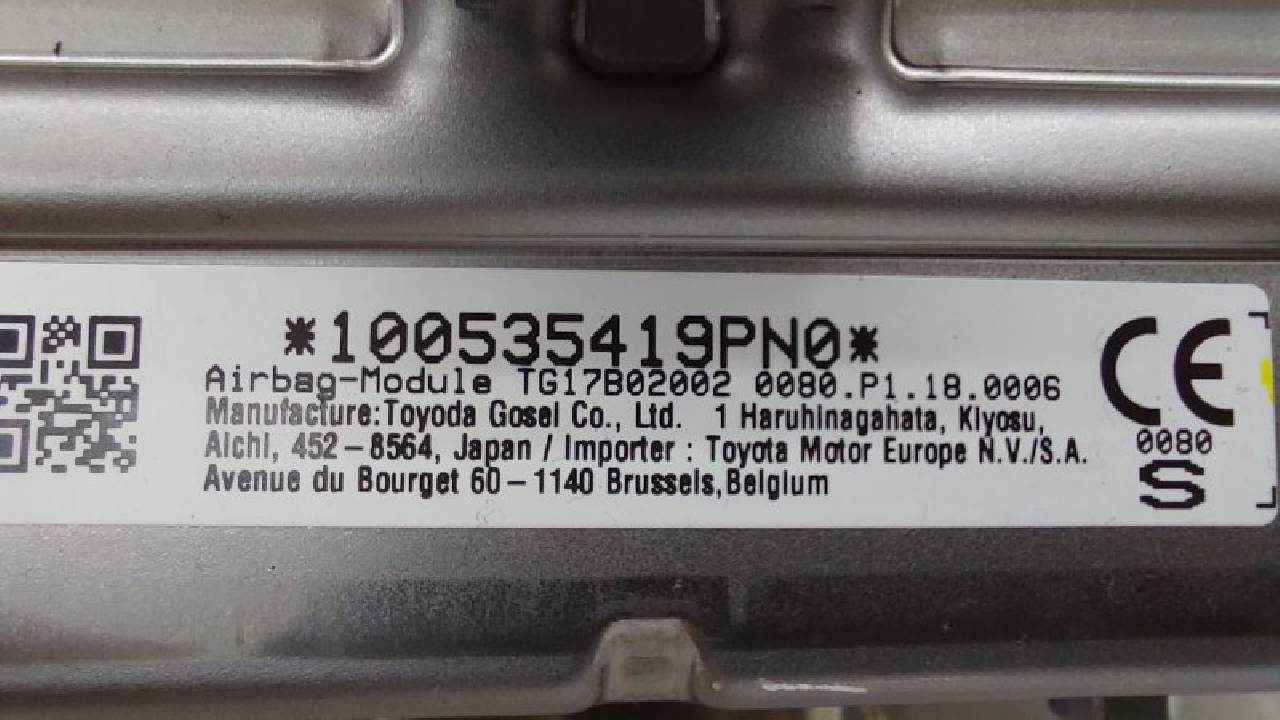 *100535419PN0*
Airbag-Module TG17B02002 0080.P1.18.0006
Manufacture:Toyoda Gosei Co., Ltd. 1 Haruhinagahata, Kiyosu,
Aichi, 452-8564, Japan / Importer : Toyota Motor Europe N.V./S.A.
Avenue du Bourget 60-1140 Brussels,Belgium
CE
0080
S